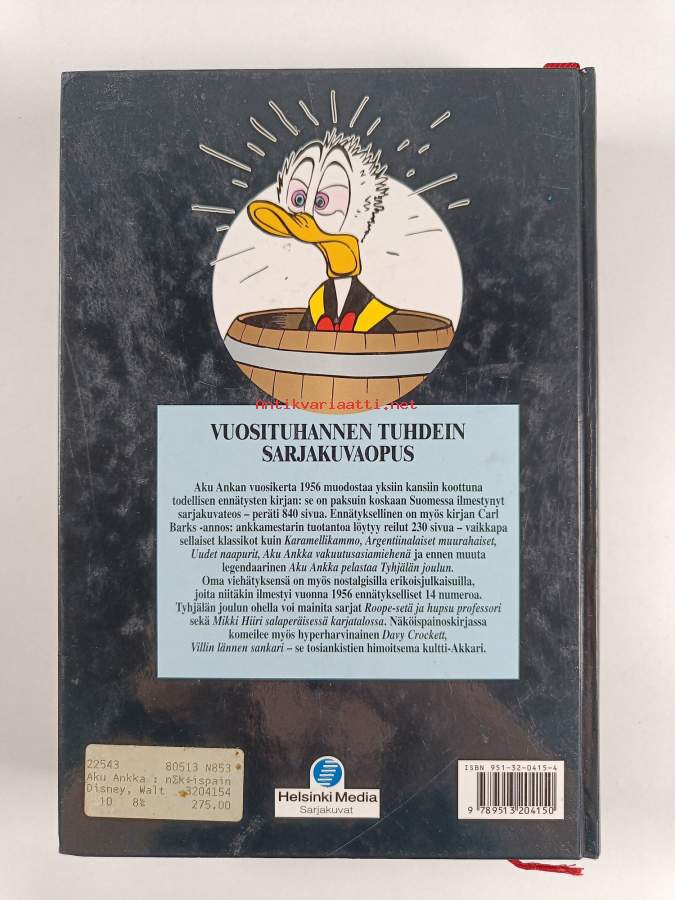 Antikvariaatti.net
VUOSITUHANNEN TUHDEIN
SARJAKUVAOPUS
Aku Ankan vuosikerta 1956 muodostaa yksiin kansiin koottuna
todellisen ennätysten kirjan: se on paksuin koskaan Suomessa ilmestynyt
sarjakuvateos – peräti 840 sivua. Ennätyksellinen on myös kirjan Carl
Barks -annos: ankkamestarin tuotantoa löytyy reilut 230 sivua – vaikkapa
sellaiset klassikot kuin Karamellikammo, Argentiinalaiset muurahaiset,
Uudet naapurit, Aku Ankka vakuutusasiamiehenä ja ennen muuta
legendaarinen Aku Ankka pelastaa Tyhjälän joulun.
Oma viehätyksensä on myös nostalgisilla erikoisjulkaisuilla,
joita niitäkin ilmestyi vuonna 1956 ennätykselliset 14 numeroa.
Tyhjälän joulun ohella voi mainita sarjat Roope-setä ja hupsu professori
sekä Mikki Hiiri salaperäisessä karjatalossa. Näköispainoskirjassa
komeilee myös hyperharvinainen Davy Crockett,
Villin lännen sankari – se tosiankistien himoitsema kultti-Akkari.
22543 80513 N853
Aku Ankka : nΣk÷ispain
Disney, Walt 3204154
10 8% 275.00
Helsinki Media
Sarjakuvat
ISBN 951-32-0415-4
9 789513 204150